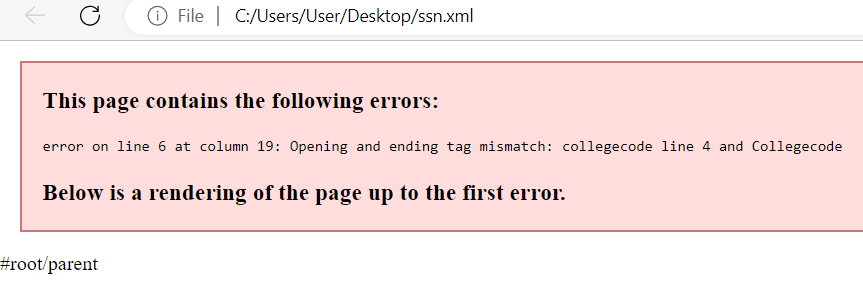 File | C:/Users/User/Desktop/ssn.xml
This page contains the following errors:
error on line 6 at column 19: Opening and ending tag mismatch: collegecode line 4 and Collegecode
Below is a rendering of the page up to the first error.
#root/parent